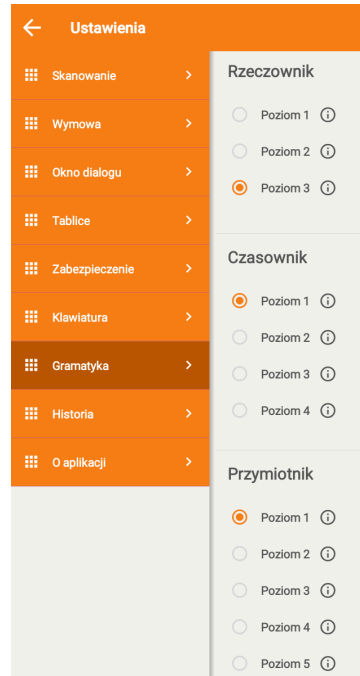 Ustawienia
Skanowanie
Wymowa
Okno dialogu
Tablice
Zabezpieczenie
Klawiatura
Gramatyka
Historia
O aplikacji
Rzeczownik
Poziom 1
Poziom 2
Poziom 3
Czasownik
Poziom 1
Poziom 2
Poziom 3
Poziom 4
Przymiotnik
Poziom 1
Poziom 2
Poziom 3
Poziom 4
Poziom 5